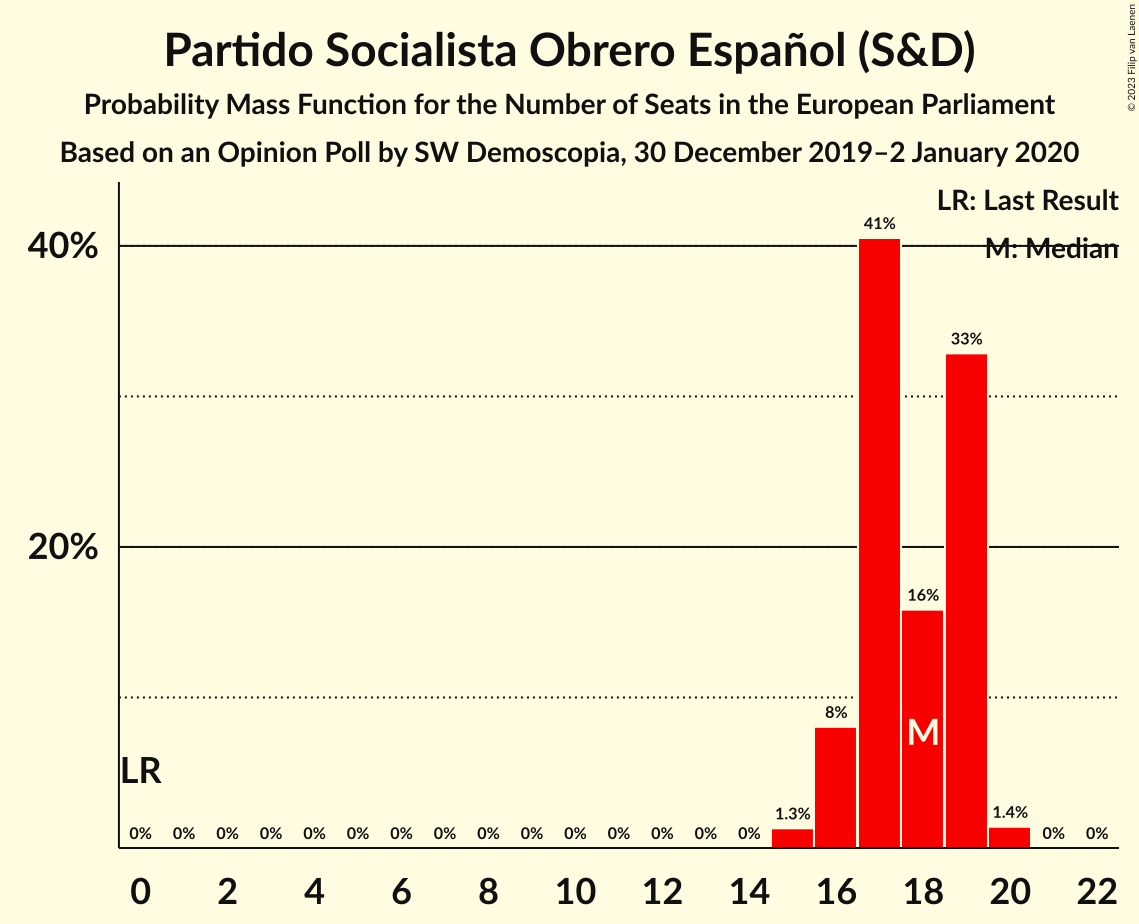 Partido Socialista Obrero Español (S&D)
Probability Mass Function for the Number of Seats in the European Parliament
Based on an Opinion Poll by SW Demoscopia, 30 December 2019–2 January 2020
© 2023 Filip van Laenen
LR: Last Result
M: Median
40%
20%
41%
33%
16%
8%
M
LR
0% 0% 0% 0% 0% 0% 0% 0% 0% 0% 0% 0% 0% 0% 0% 1.3% 1.4% 0% 0%
0 2 4 6 8 10 12 14 16 18 20 22